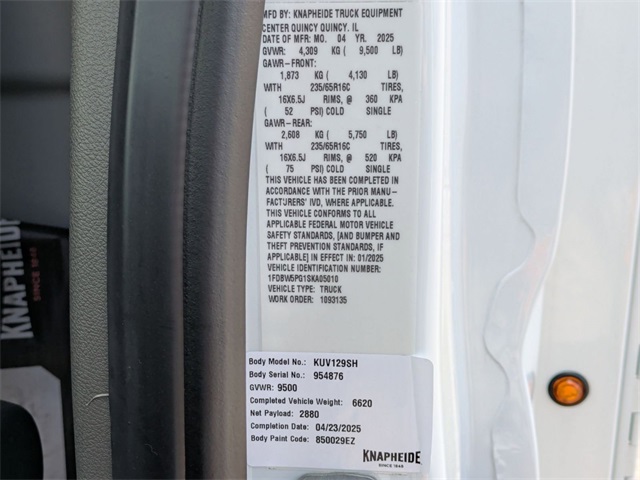 MFD BY: KNAPHEIDE TRUCK EQUIPMENT
CENTER QUINCY QUINCY. IL
DATE OF MFR: MO. 04 YR. 2025
GVWR: 4,309 KG ( 9,500 LB)
GAWR-FRONT:
1,873 KG ( 4,130 LB)
WITH 235/65R16C TIRES,
16X6.5J RIMS, @ 360 KPA
( 52 PSI) COLD SINGLE
GAWR-REAR:
2,608 KG ( 5,750 LB)
WITH 235/65R16C TIRES,
16X6.5J RIMS, @ 520 KPA
( 75 PSI) COLD SINGLE
THIS VEHICLE HAS BEEN COMPLETED IN
ACCORDANCE WITH THE PRIOR MANU-
FACTURERS' IVD, WHERE APPLICABLE.
THIS VEHICLE CONFORMS TO ALL
APPLICABLE FEDERAL MOTOR VEHICLE
SAFETY STANDARDS, [AND BUMPER AND
THEFT PREVENTION STANDARDS, IF
APPLICABLE] IN EFFECT IN: 01/2025
VEHICLE IDENTIFICATION NUMBER:
1FDBW5PG1SKA05010
VEHICLE TYPE: TRUCK
WORK ORDER: 1093135
Body Model No.: KUV129SH
Body Serial No.: 954876
GVWR: 9500
Completed Vehicle Weight: 6620
Net Payload: 2880
Completion Date: 04/23/2025
Body Paint Code: 850029EZ
KNAPHEIDE
SINCE 1848
KNAPHEIDE
SINCE 1848